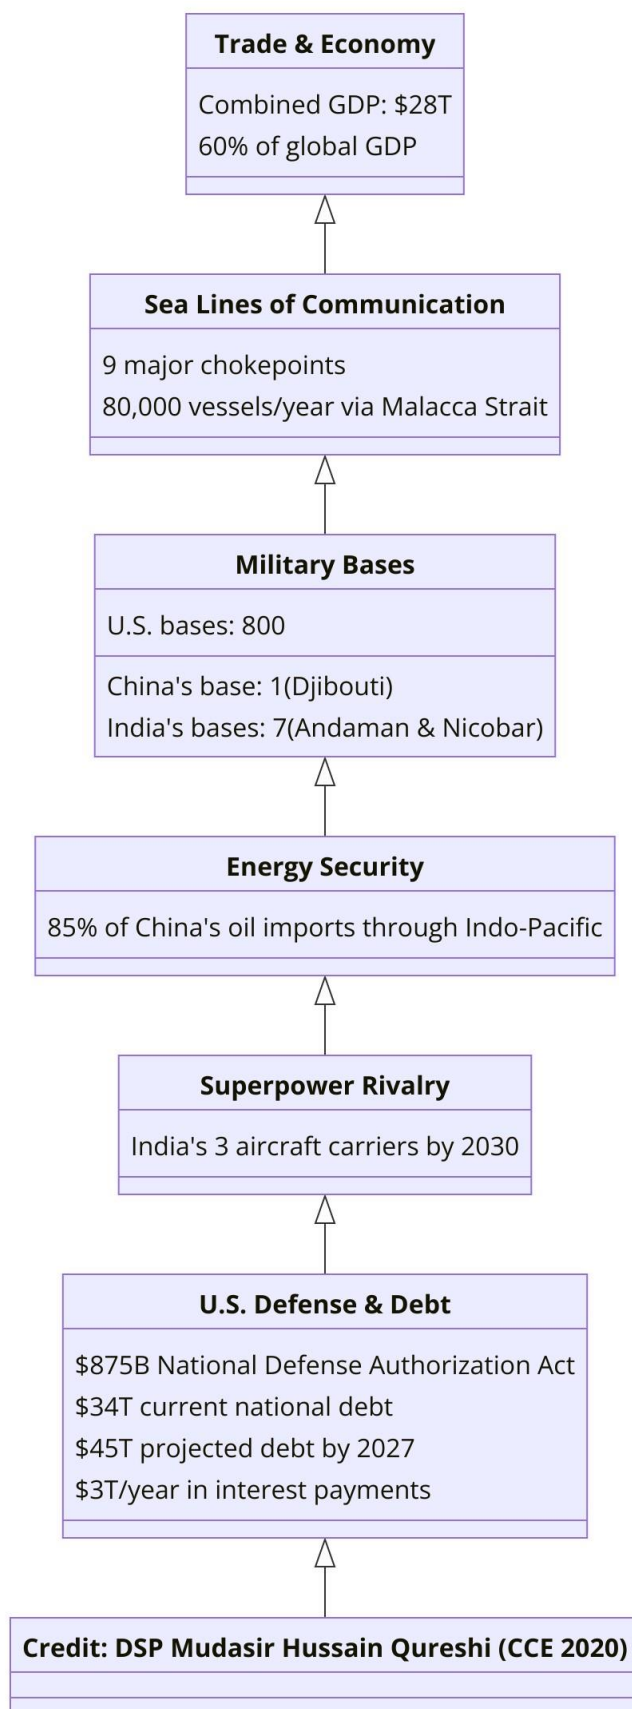 Trade & Economy
Combined GDP: $28T
60% of global GDP
Sea Lines of Communication
9 major chokepoints
80,000 vessels/year via Malacca Strait
Military Bases
U.S. bases: 800
China's base: 1(Djibouti)
India's bases: 7(Andaman & Nicobar)
Energy Security
85% of China's oil imports through Indo-Pacific
Superpower Rivalry
India's 3 aircraft carriers by 2030
U.S. Defense & Debt
$875B National Defense Authorization Act
$34T current national debt
$45T projected debt by 2027
$3T/year in interest payments
Credit: DSP Mudasir Hussain Qureshi (CCE 2020)